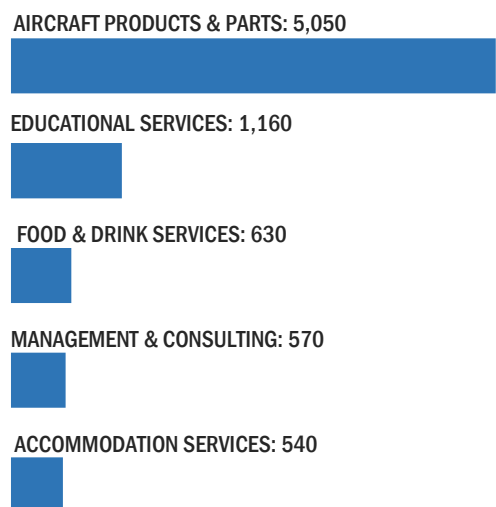 AIRCRAFT PRODUCTS & PARTS: 5,050
EDUCATIONAL SERVICES: 1,160
FOOD & DRINK SERVICES: 630
MANAGEMENT & CONSULTING: 570
ACCOMMODATION SERVICES: 540